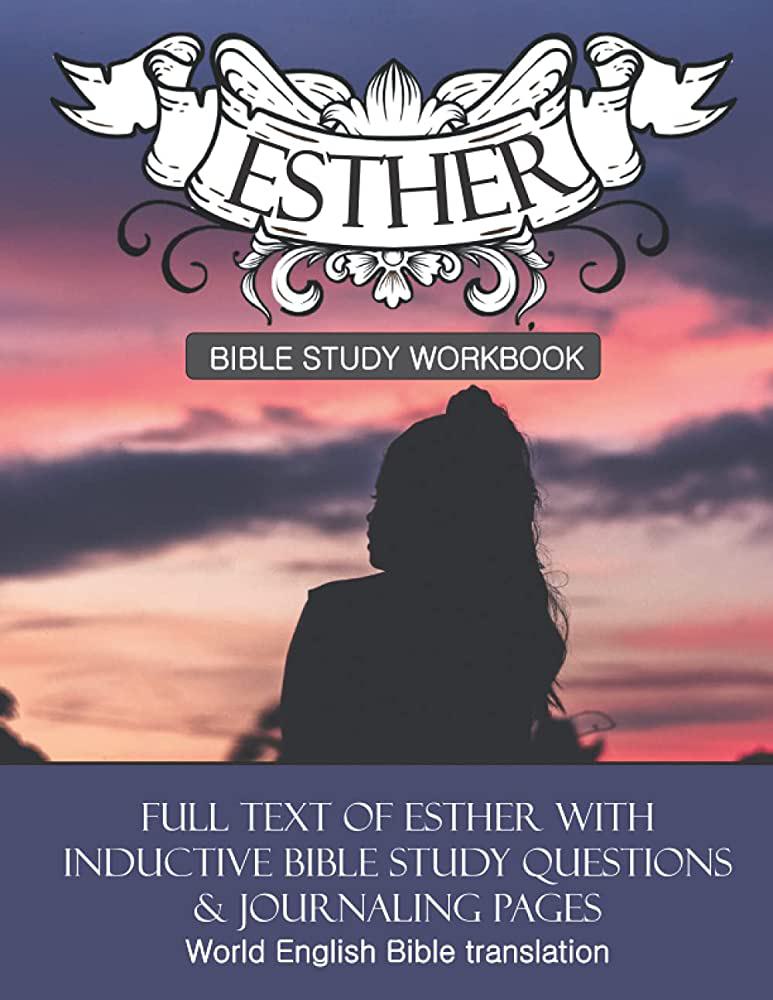 ESTHER
BIBLE STUDY WORKBOOK
FULL TEXT OF ESTHER WITH
INDUCTIVE BIBLE STUDY QUESTIONS
& JOURNALING PAGES
World English Bible translation